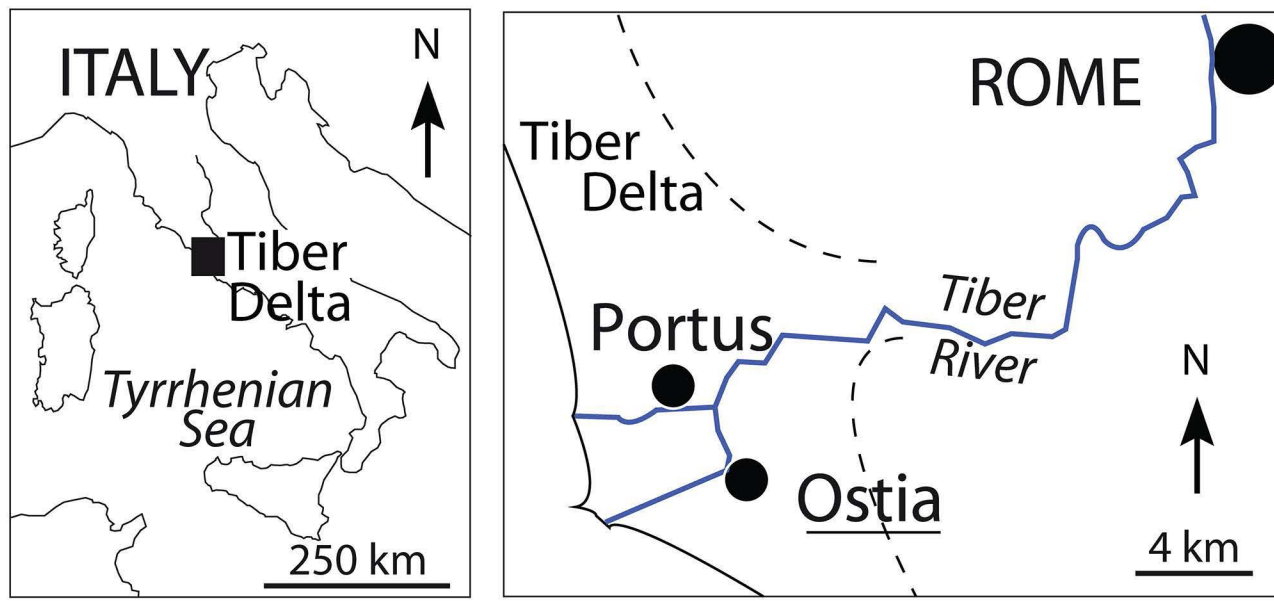 ITALY
N
Tiber
Delta
Tyrrhenian
Sea
250 km
ROME
Tiber
Delta
Tiber
River
Portus
N
Ostia
4 km